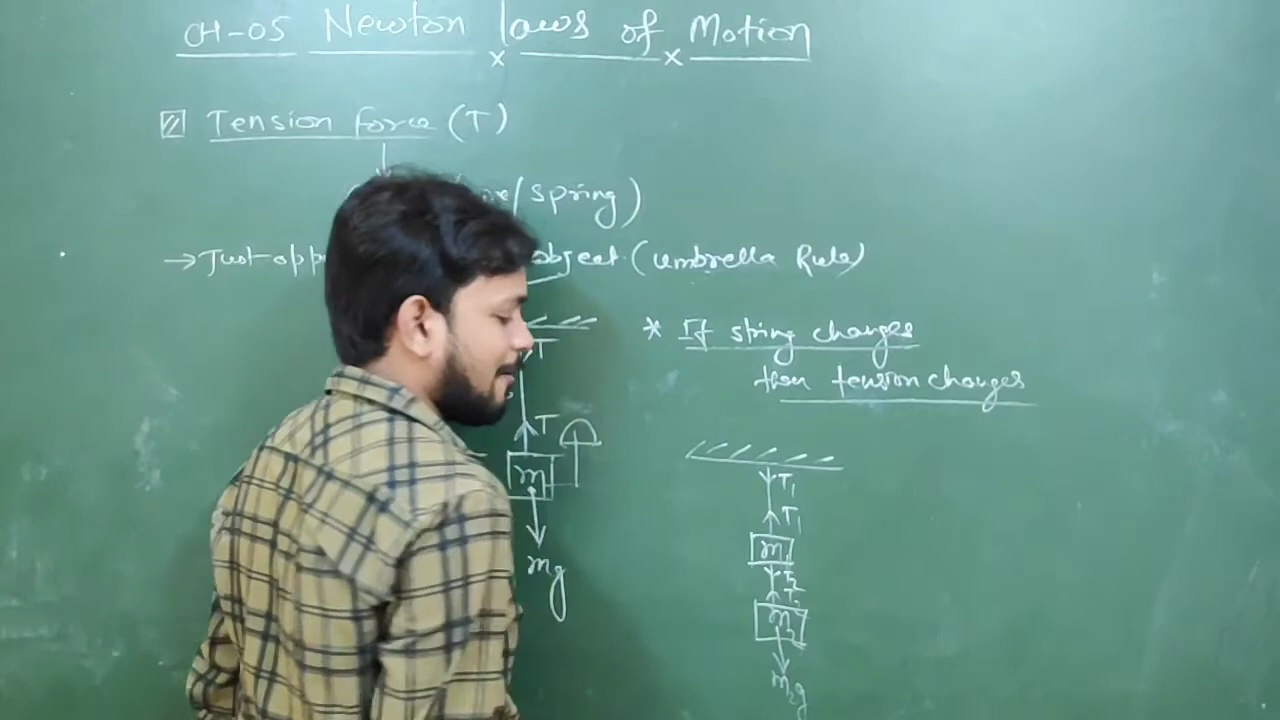 CH-05 Newton laws of Motion
Tension force (T)
/spring)
→ Just-opp object (umbrella Rule)
* If string changes
then tension changes
T
T
m
mg
T1
T1
m1
T2
T2
m2
m2g